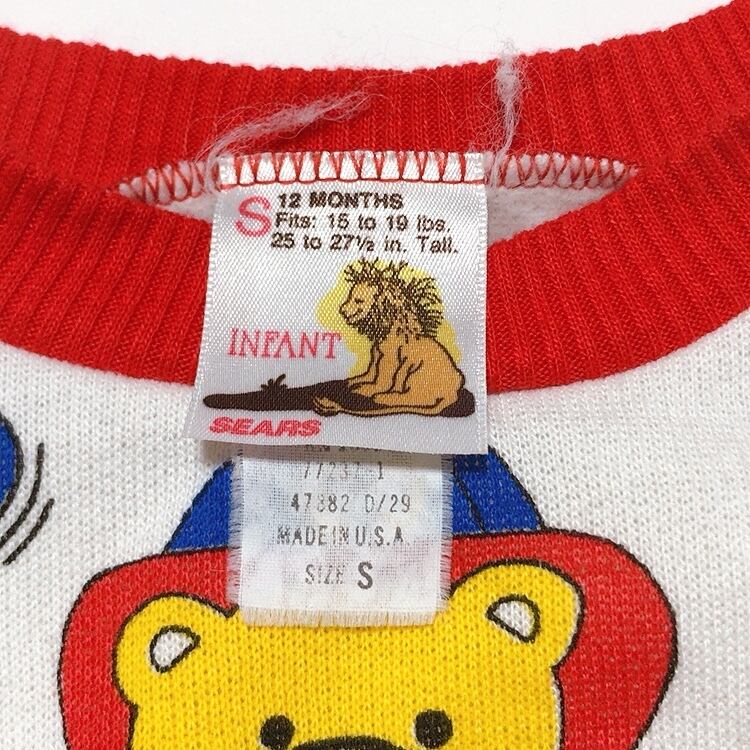 S 12 MONTHS
Fits: 15 to 19 lbs.
25 to 27½ in. Tall.
INFANT
SEARS
77237 1
47382 D/29
MADE IN U.S.A.
SIZE S